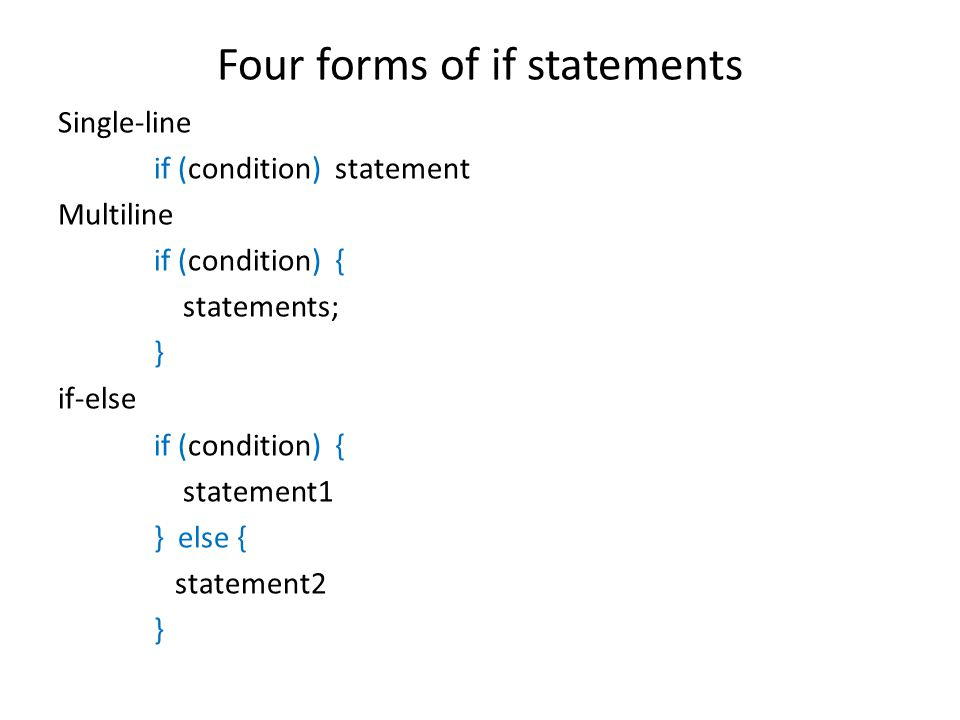 Four forms of if statements
Single-line
if (condition) statement
Multiline
if (condition) {
statements;
}
if-else
if (condition) {
statement1
} else {
statement2
}